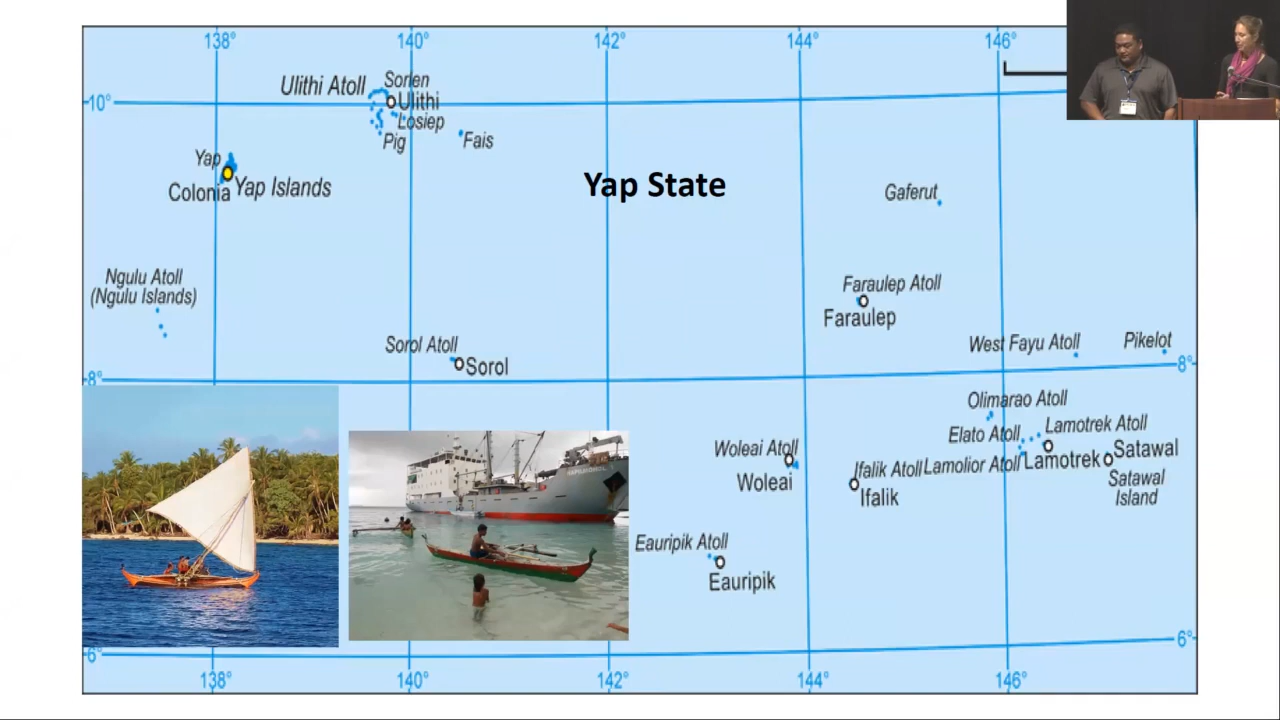 138°
140°
142°
144°
146°
10°
Ulithi Atoll
Sorlen
Ulithi
Losiep
Pig
Fais
Yap
Colonia
Yap Islands
Yap State
Gaferut
Ngulu Atoll
(Ngulu Islands)
Faraulep Atoll
Faraulep
Sorol Atoll
Sorol
West Fayu Atoll
Pikelot
8°
8°
Olimarao Atoll
Elato Atoll
Lamotrek Atoll
Woleai Atoll
Woleai
Ifalik Atoll
Ifalik
Lamolior Atoll
Lamotrek
Satawal
Satawal
Island
Eauripik Atoll
Eauripik
6°
6°
138°
140°
142°
144°
146°